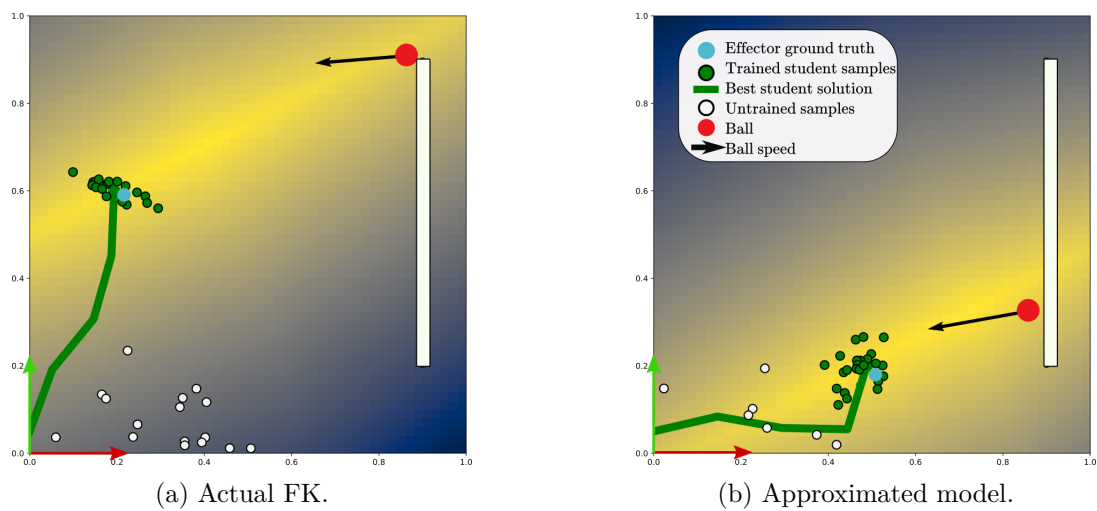 1.0
0.8
0.6
0.4
0.2
0.0
0.0 0.2 0.4 0.6 0.8 1.0
(a) Actual FK.
1.0
0.8
0.6
0.4
0.2
0.0
0.0 0.2 0.4 0.6 0.8 1.0
Effector ground truth
Trained student samples
Best student solution
Untrained samples
Ball
Ball speed
(b) Approximated model.